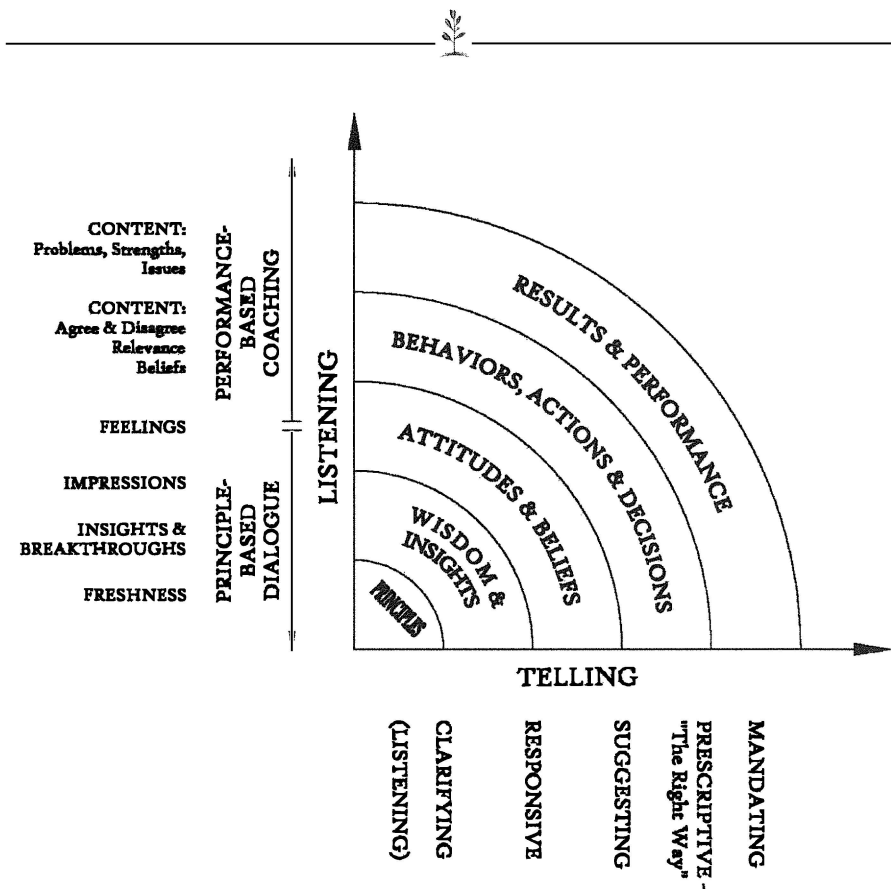 CONTENT:
Problems, Strengths,
Issues
CONTENT:
Agree & Disagree
Relevance
Beliefs
FEELINGS
IMPRESSIONS
INSIGHTS &
BREAKTHROUGHS
FRESHNESS
PERFORMANCE-
BASED
COACHING
PRINCIPLE-
BASED
DIALOGUE
LISTENING
RESULTS & PERFORMANCE
BEHAVIORS, ACTIONS & DECISIONS
ATTITUDES & BELIEFS
WISDOM &
INSIGHTS
PRINCIPLES
TELLING
CLARIFYING
(LISTENING)
RESPONSIVE
SUGGESTING
PRESCRIPTIVE -
"The Right Way"
MANDATING